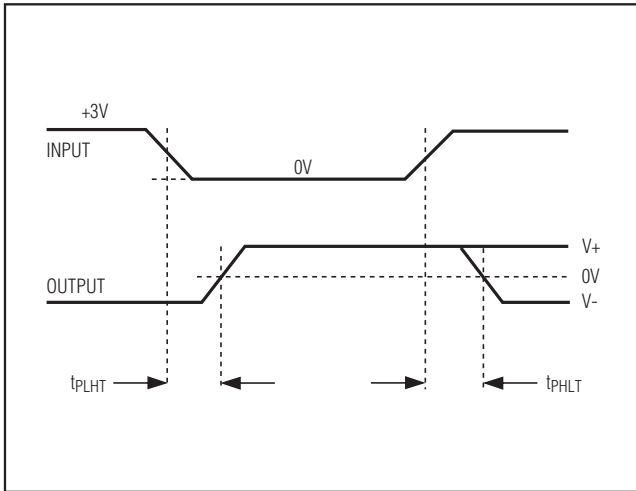 +3V
INPUT
0V
V+
0V
OUTPUT
V-
tPLHT
tPHLT